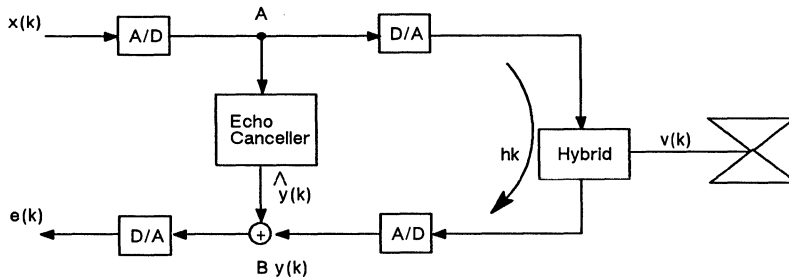 x(k)
A/D
A
D/A
Echo
Canceller
hk
Hybrid
v(k)
^
y(k)
e(k)
D/A
+
A/D
B y(k)